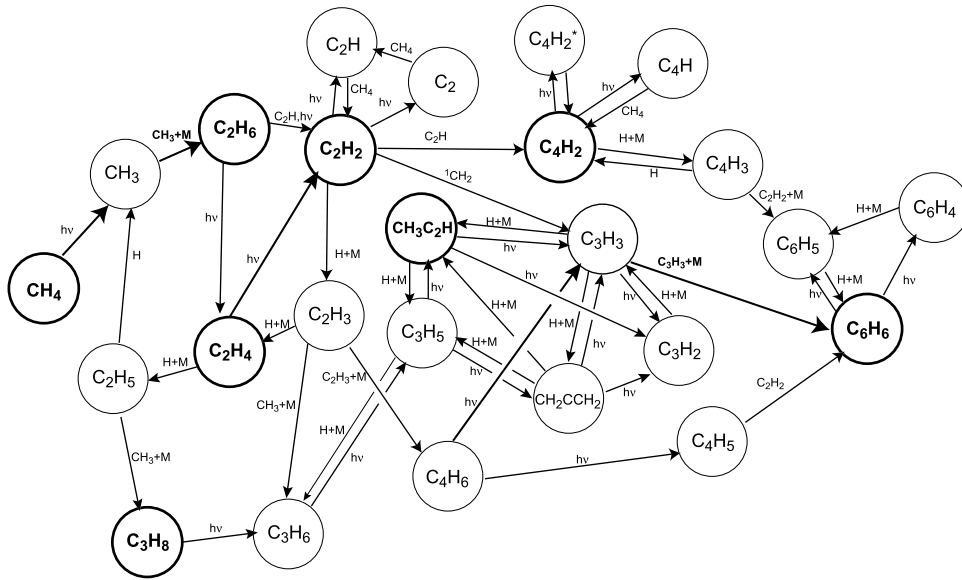 C₂H
CH₄
C₂
hν
CH₄
hν
C₄H₂*
C₄H
hν
hν
CH₄
CH₃+M
C₂H₆
C₂H,hν
C₂H₂
C₂H
C₄H₂
H+M
H
C₄H₃
C₂H₂+M
CH₃
¹CH₂
hν
hν
H
H+M
CH₄
hν
CH₃C₂H
H+M
hν
C₃H₃
C₃H₃+M
C₆H₅
H+M
C₆H₄
H+M
hν
hν
C₆H₆
H+M
hν
hν
H+M
hν
H+M
C₂H₃
H+M
C₂H₄
H+M
C₂H₅
C₃H₅
H+M
hν
H+M
hν
C₃H₂
CH₂CCH₂
hν
hν
C₂H₃+M
CH₃+M
H+M
hν
C₂H₂
C₄H₅
hν
C₄H₆
CH₃+M
C₃H₈
hν
C₃H₆